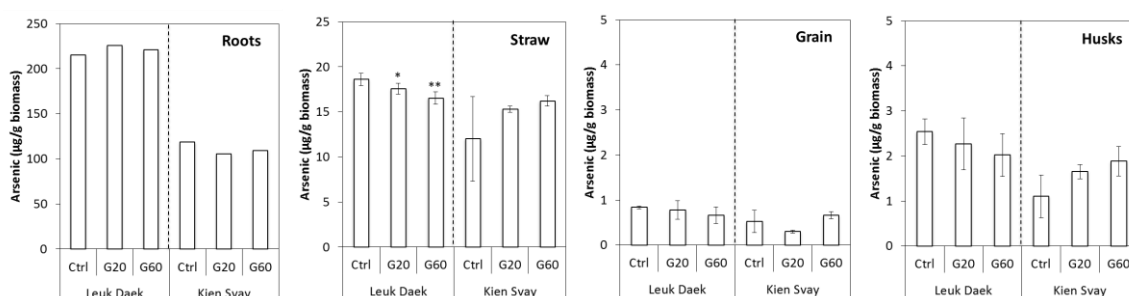 Roots
Arsenic (µg/g biomass)
250
200
150
100
50
0
Ctrl G20 G60 Ctrl G20 G60
Leuk Daek Kien Svay
Straw
Arsenic (µg/g biomass)
25
20
15
10
5
0
* **
Ctrl G20 G60 Ctrl G20 G60
Leuk Daek Kien Svay
Grain
Arsenic (µg/g biomass)
5
4
3
2
1
0
Ctrl G20 G60 Ctrl G20 G60
Leuk Daek Kien Svay
Husks
Arsenic (µg/g biomass)
5
4
3
2
1
0
Ctrl G20 G60 Ctrl G20 G60
Leuk Daek Kien Svay